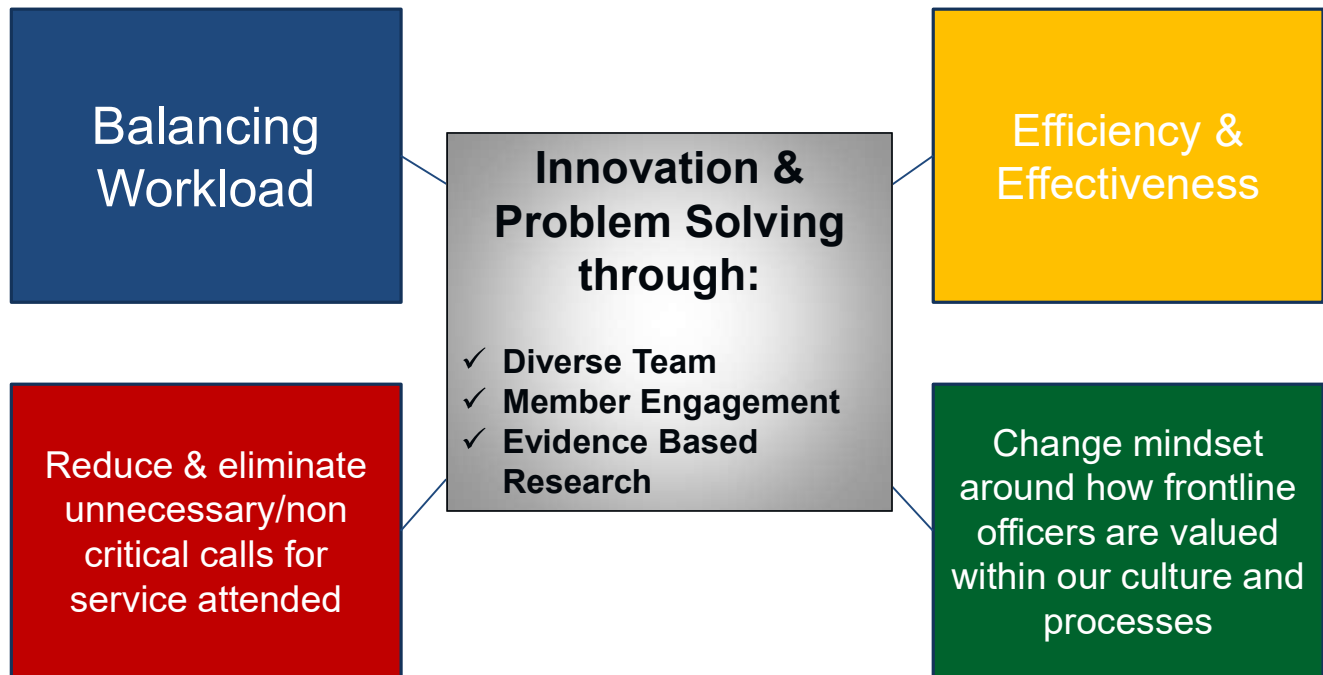 Balancing
Workload
Innovation &
Problem Solving
through:
✓ Diverse Team
✓ Member Engagement
✓ Evidence Based
Research
Efficiency &
Effectiveness
Reduce & eliminate
unnecessary/non
critical calls for
service attended
Change mindset
around how frontline
officers are valued
within our culture and
processes